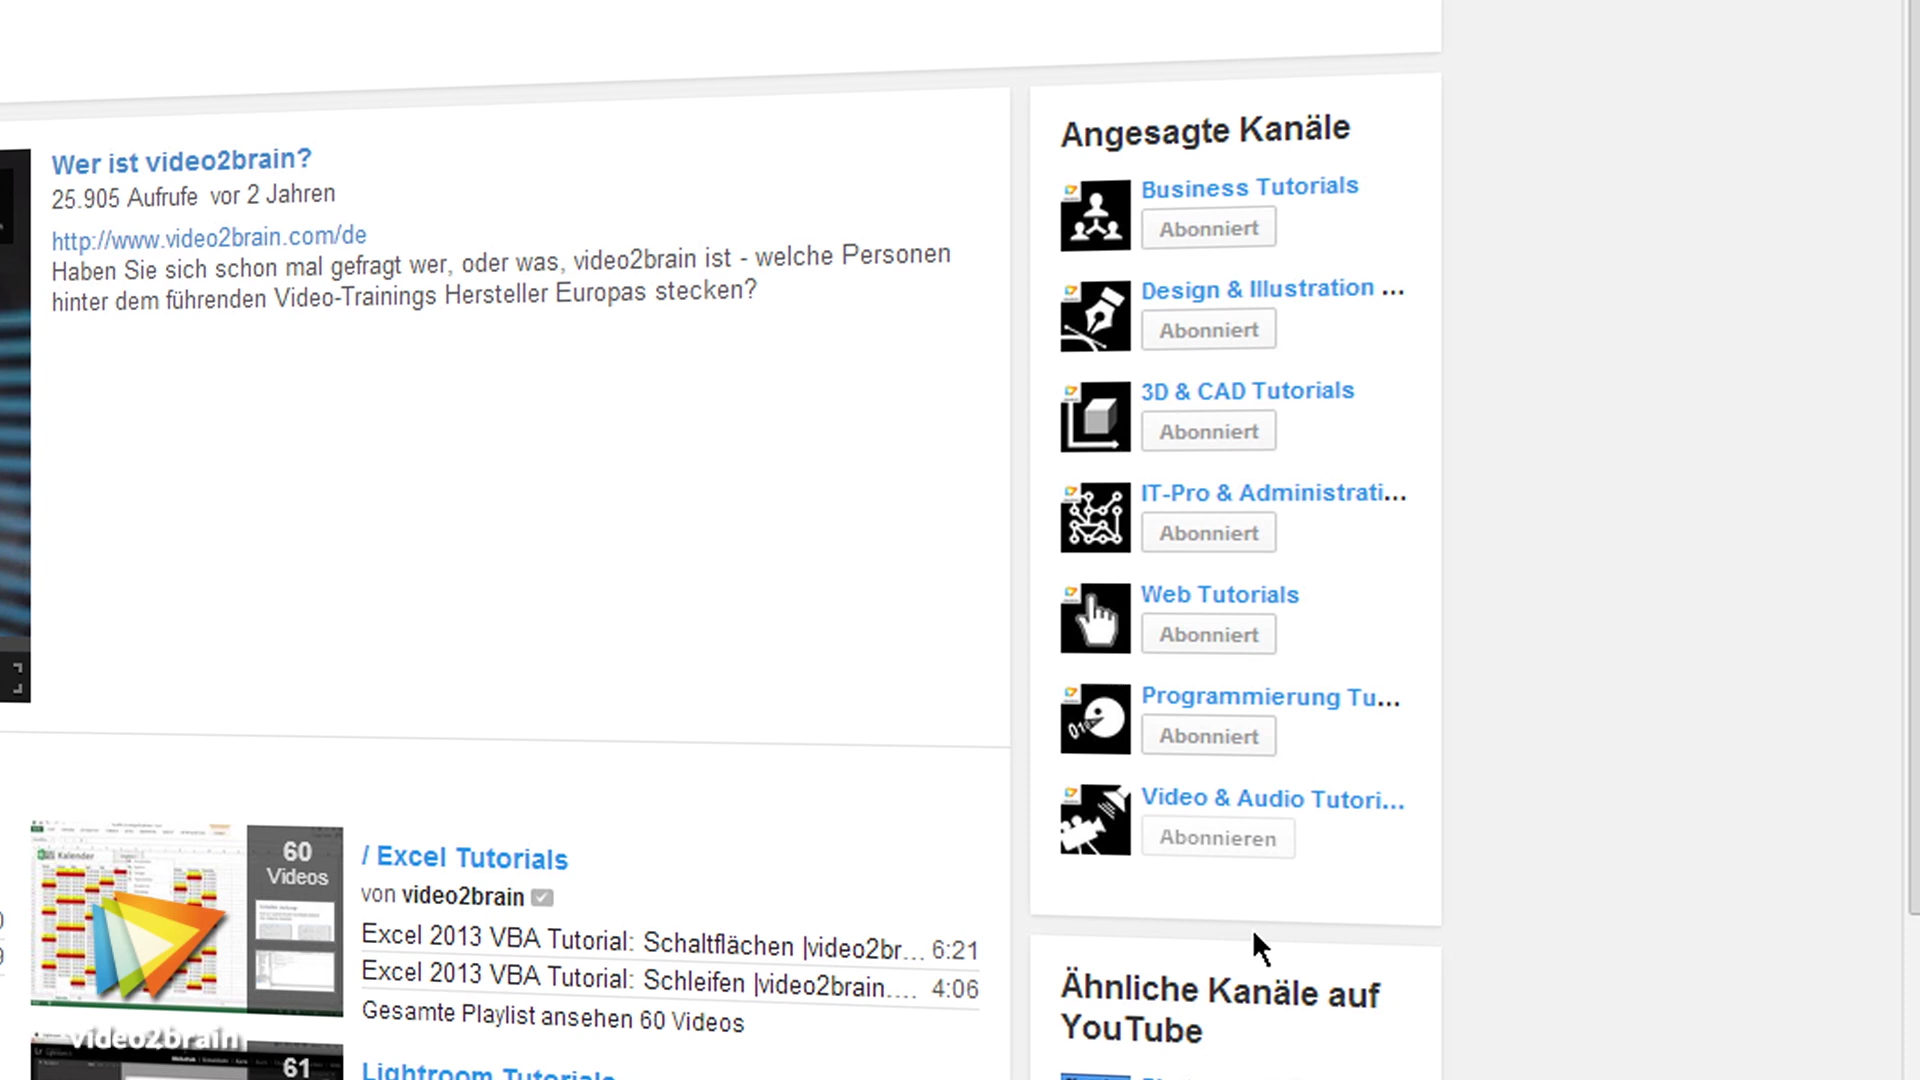 Wer ist video2brain?
25.905 Aufrufe vor 2 Jahren
http://www.video2brain.com/de
Haben Sie sich schon mal gefragt wer, oder was, video2brain ist - welche Personen
hinter dem führenden Video-Trainings Hersteller Europas stecken?
60
Videos
Kalender
/ Excel Tutorials
von video2brain
Excel 2013 VBA Tutorial: Schaltflächen |video2br... 6:21
Excel 2013 VBA Tutorial: Schleifen |video2brain.... 4:06
Gesamte Playlist ansehen 60 Videos
video2brain
61
Lightroom Tutorials
Angesagte Kanäle
Business Tutorials
Abonniert
Design & Illustration ...
Abonniert
3D & CAD Tutorials
Abonniert
IT-Pro & Administrati...
Abonniert
Web Tutorials
Abonniert
Programmierung Tu...
Abonniert
Video & Audio Tutori...
Abonnieren
Ähnliche Kanäle auf
YouTube